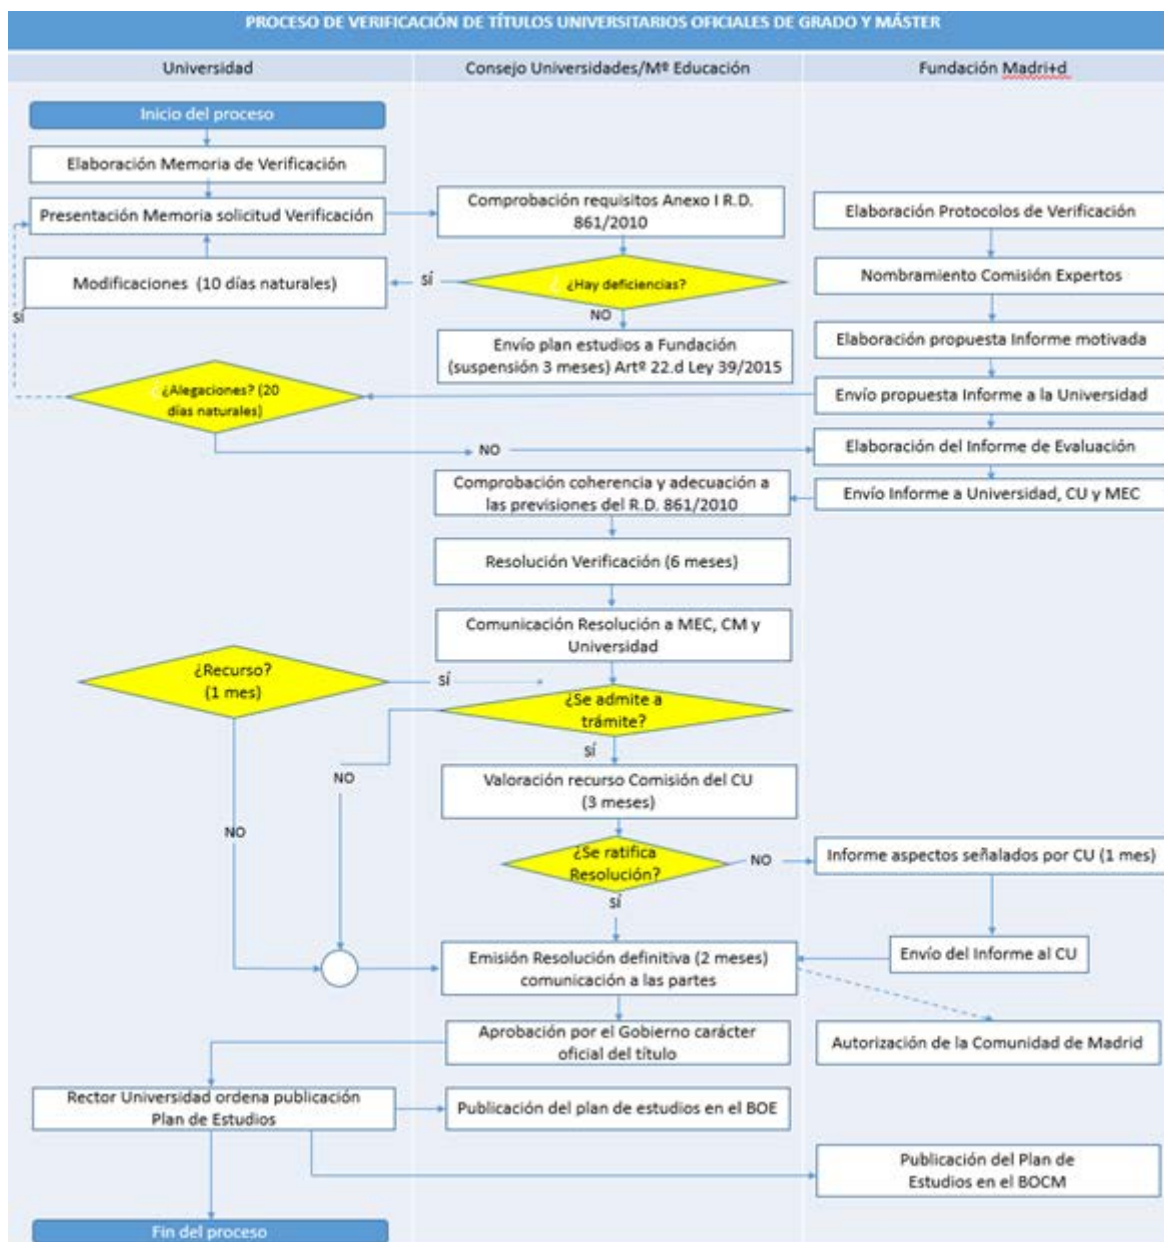 PROCESO DE VERIFICACIÓN DE TÍTULOS UNIVERSITARIOS OFICIALES DE GRADO Y MÁSTER
Universidad
Consejo Universidades/Mº Educación
Fundación Madri+d
Inicio del proceso
Elaboración Memoria de Verificación
Presentación Memoria solicitud Verificación
Comprobación requisitos Anexo I R.D.
861/2010
Elaboración Protocolos de Verificación
Modificaciones (10 días naturales)
SÍ
¿Hay deficiencias?
Nombramiento Comisión Expertos
SÍ
NO
Envío plan estudios a Fundación
(suspensión 3 meses) Artº 22.d Ley 39/2015
Elaboración propuesta Informe motivada
¿Alegaciones? (20
días naturales)
Envío propuesta Informe a la Universidad
NO
Elaboración del Informe de Evaluación
Comprobación coherencia y adecuación a
las previsiones del R.D. 861/2010
Envío Informe a Universidad, CU y MEC
Resolución Verificación (6 meses)
Comunicación Resolución a MEC, CM y
Universidad
¿Recurso?
(1 mes)
SÍ
¿Se admite a
trámite?
SÍ
NO
Valoración recurso Comisión del CU
(3 meses)
NO
¿Se ratifica
Resolución?
NO
Informe aspectos señalados por CU (1 mes)
SÍ
Emisión Resolución definitiva (2 meses)
comunicación a las partes
Envío del Informe al CU
Aprobación por el Gobierno carácter
oficial del título
Autorización de la Comunidad de Madrid
Rector Universidad ordena publicación
Plan de Estudios
Publicación del plan de estudios en el BOE
Publicación del Plan de
Estudios en el BOCM
Fin del proceso